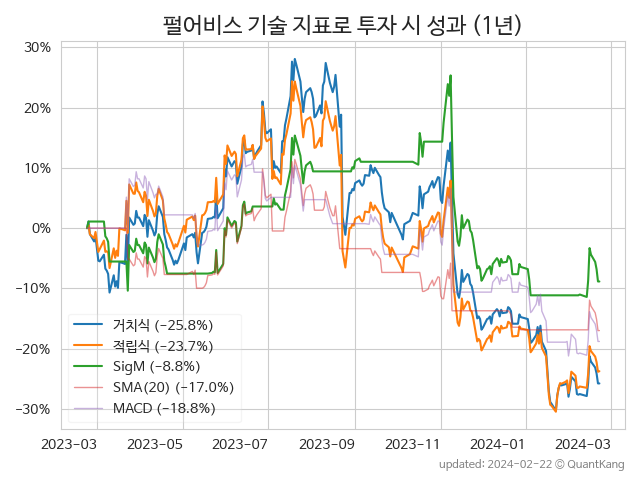 펄어비스 기술 지표로 투자 시 성과 (1년)
30%
20%
10%
0%
−10%
−20%
−30%
거치식 (−25.8%)
적립식 (−23.7%)
SigM (−8.8%)
SMA(20) (−17.0%)
MACD (−18.8%)
2023-03 2023-05 2023-07 2023-09 2023-11 2024-01 2024-03
updated: 2024-02-22 © QuantKang